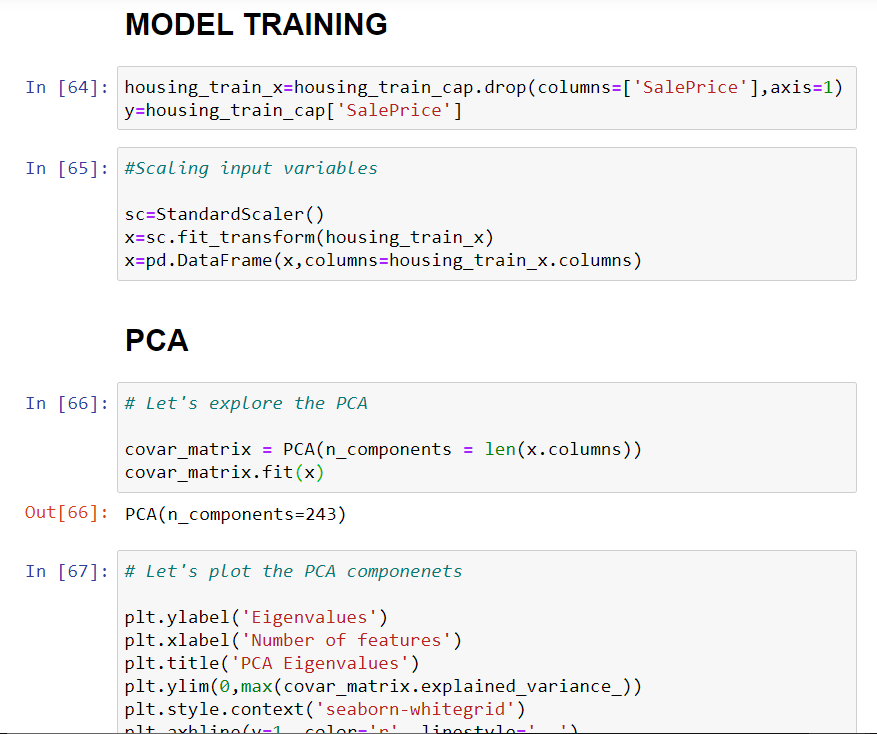 MODEL TRAINING
In [64]: housing_train_x=housing_train_cap.drop(columns=['SalePrice'],axis=1)
y=housing_train_cap['SalePrice']
In [65]: #Scaling input variables
sc=StandardScaler()
x=sc.fit_transform(housing_train_x)
x=pd.DataFrame(x,columns=housing_train_x.columns)
PCA
In [66]: # Let's explore the PCA
covar_matrix = PCA(n_components = len(x.columns))
covar_matrix.fit(x)
Out[66]: PCA(n_components=243)
In [67]: # Let's plot the PCA componenets
plt.ylabel('Eigenvalues')
plt.xlabel('Number of features')
plt.title('PCA Eigenvalues')
plt.ylim(0,max(covar_matrix.explained_variance_))
plt.style.context('seaborn-whitegrid')
plt.axhline(y=1, color='r', linestyle='